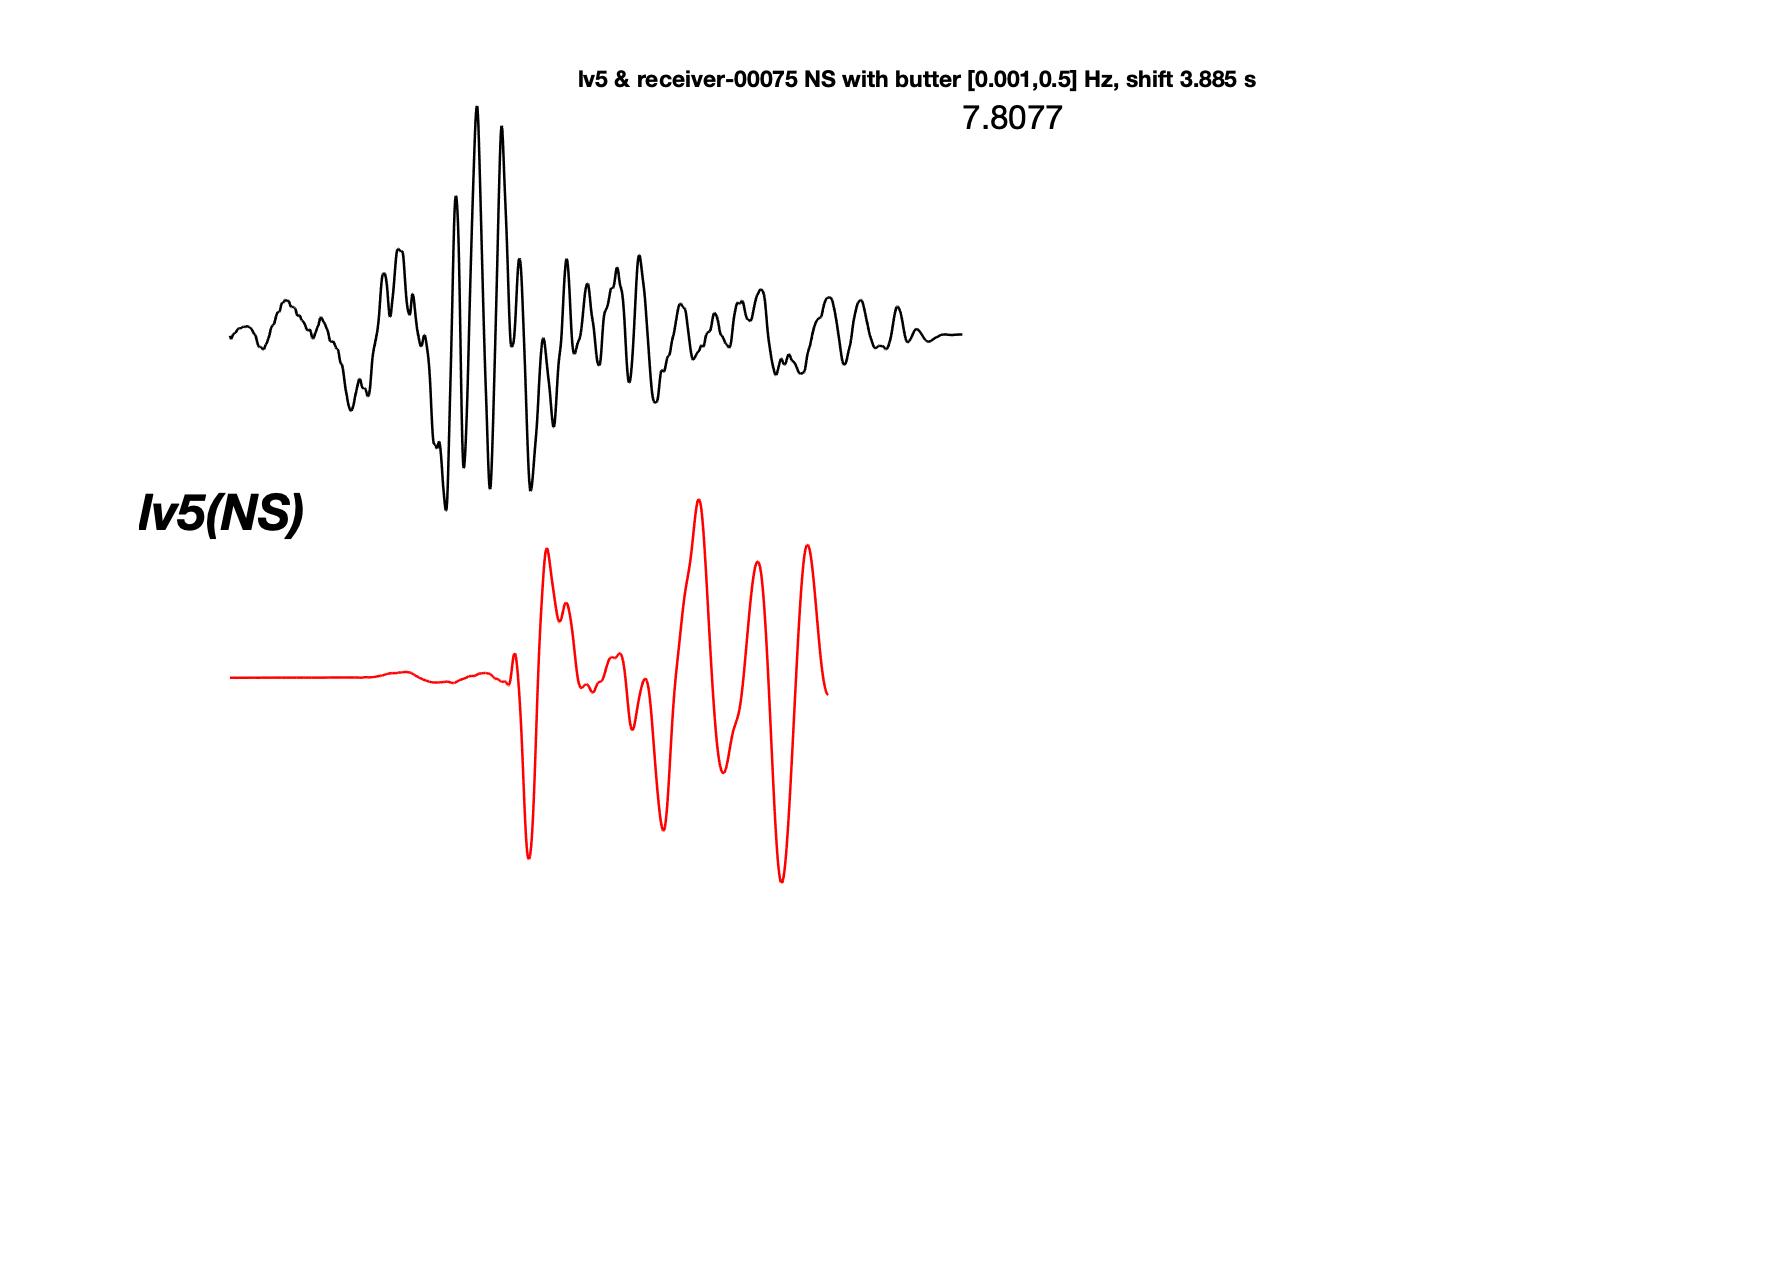 lv5 & receiver-00075 NS with butter [0.001,0.5] Hz, shift 3.885 s
7.8077
lv5(NS)